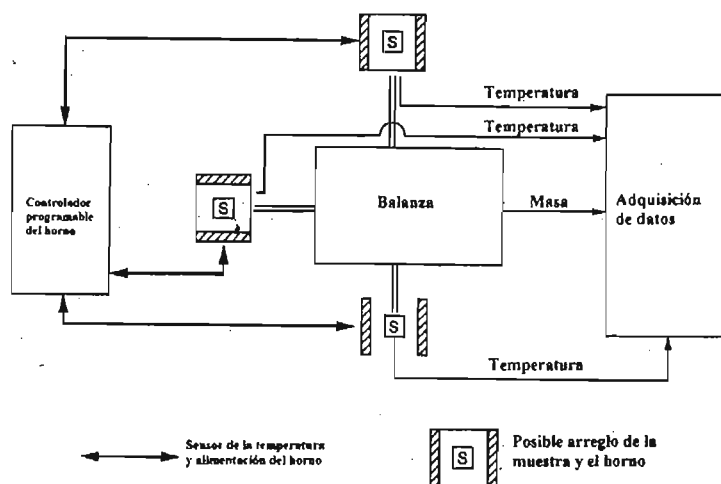 S
Temperatura
Temperatura
Controlador
programable
del horno
S
Balanza
Masa
Adquisición
de datos
S
Temperatura
Sensor de la temperatura
y alimentación del horno
S
Posible arreglo de la
muestra y el horno